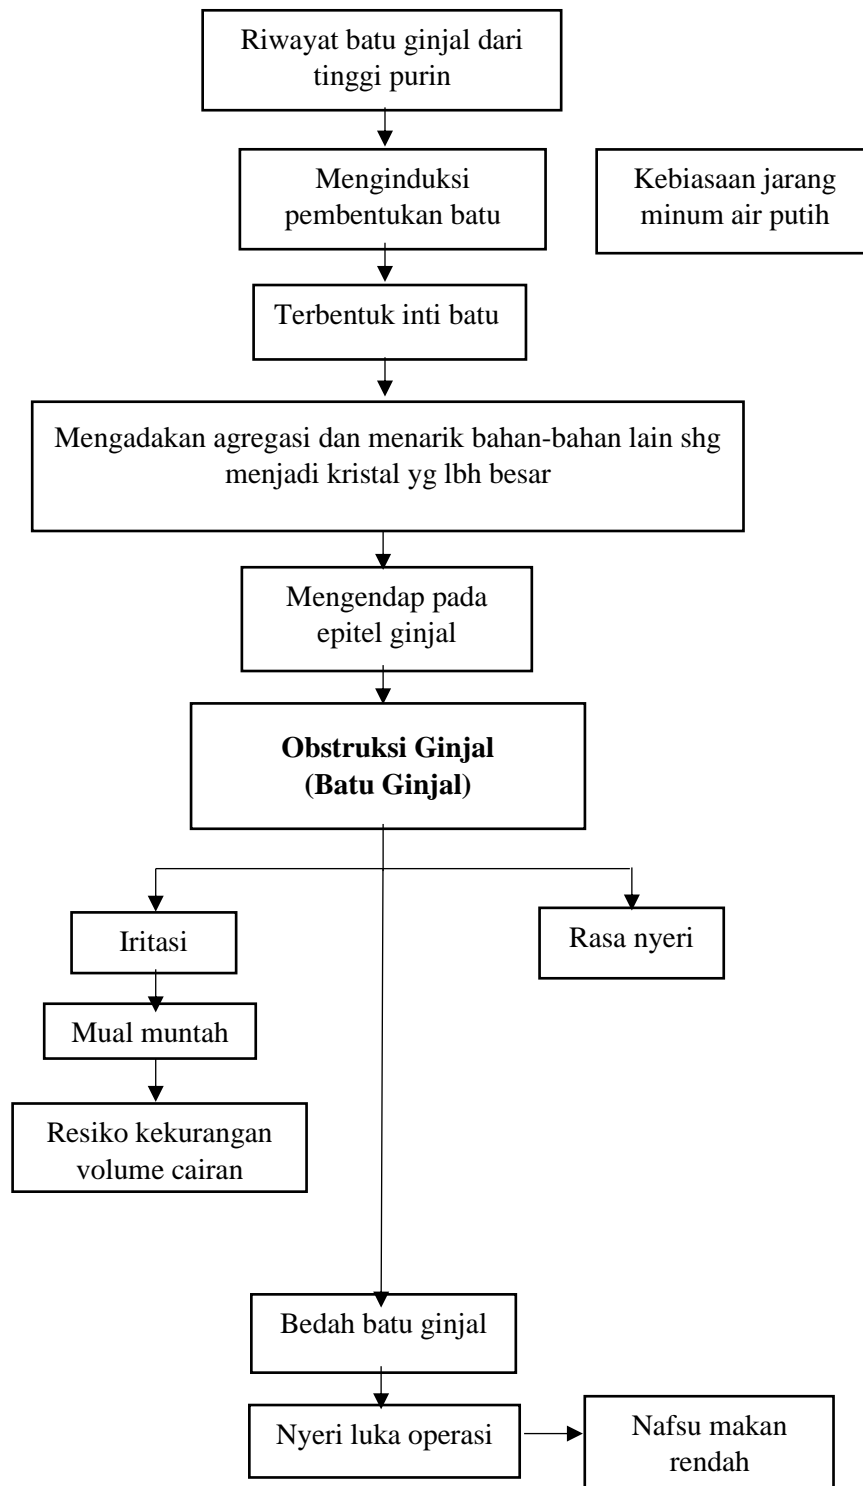 Riwayat batu ginjal dari
tinggi purin
Menginduksi
pembentukan batu
Kebiasaan jarang
minum air putih
Terbentuk inti batu
Mengadakan agregasi dan menarik bahan-bahan lain shg
menjadi kristal yg lbh besar
Mengendap pada
epitel ginjal
Obstruksi Ginjal
(Batu Ginjal)
Iritasi
Rasa nyeri
Mual muntah
Resiko kekurangan
volume cairan
Bedah batu ginjal
Nyeri luka operasi
Nafsu makan
rendah